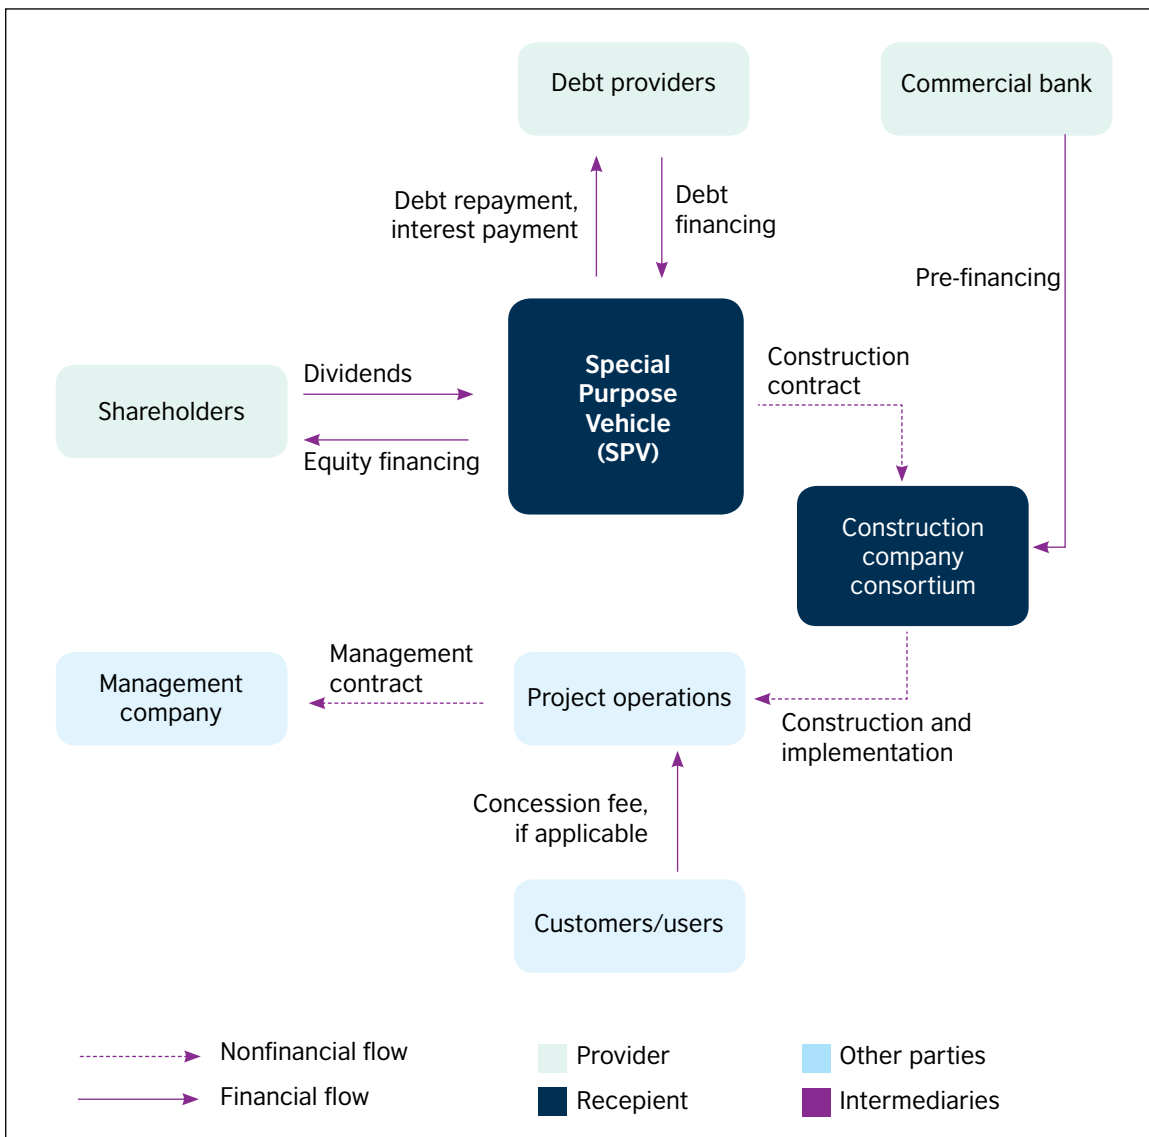 Debt providers
Commercial bank
Debt repayment,
interest payment
Debt
financing
Pre-financing
Shareholders
Dividends
Equity financing
Special
Purpose
Vehicle
(SPV)
Construction
contract
Construction
company
consortium
Management
company
Management
contract
Project operations
Construction and
implementation
Concession fee,
if applicable
Customers/users
Nonfinancial flow
Financial flow
Provider
Recepient
Other parties
Intermediaries